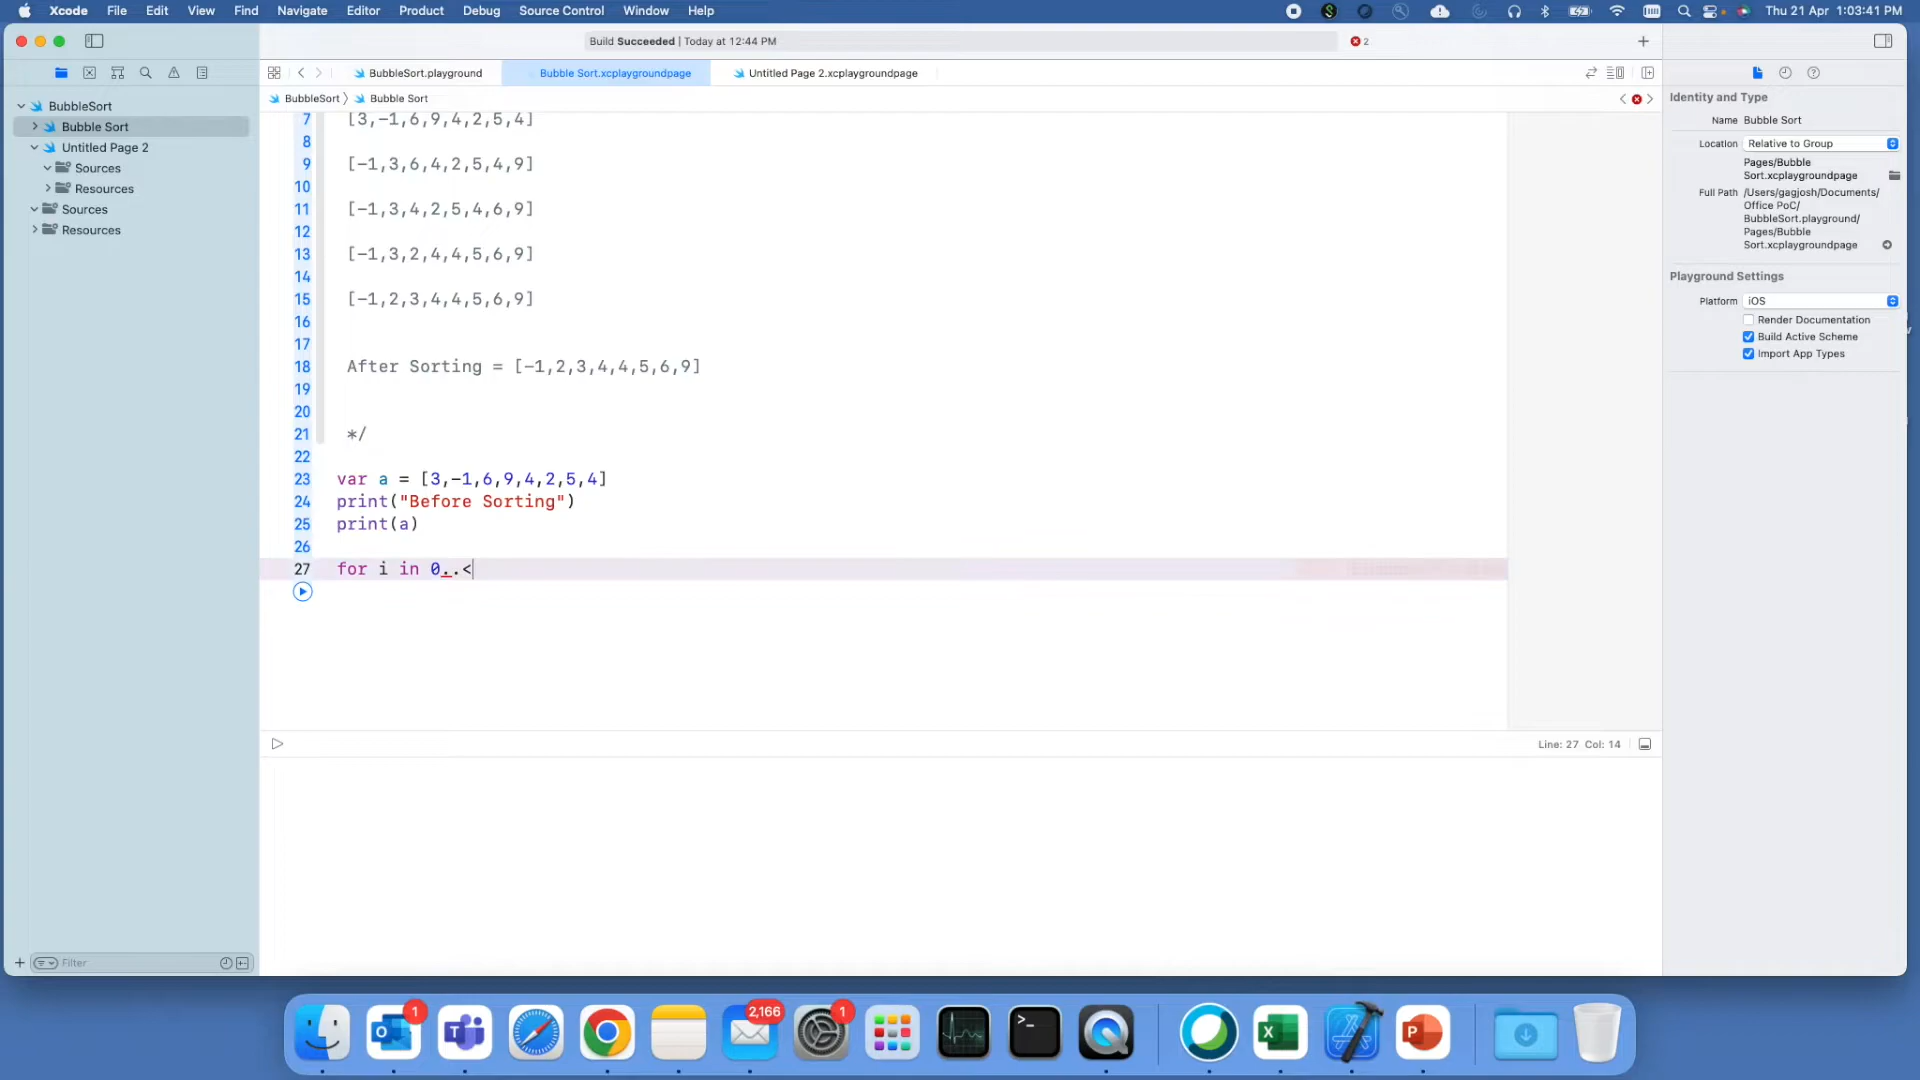 Xcode File Edit View Find Navigate Editor Product Debug Source Control Window Help Thu 21 Apr 1:03:41 PM
Build Succeeded | Today at 12:44 PM 2
BubbleSort.playground Bubble Sort.xcplaygroundpage Untitled Page 2.xcplaygroundpage
BubbleSort Bubble Sort
BubbleSort
Bubble Sort
Untitled Page 2
Sources
Resources
Sources
Resources
Filter
7 [3,-1,6,9,4,2,5,4]
8
9 [-1,3,6,4,2,5,4,9]
10
11 [-1,3,4,2,5,4,6,9]
12
13 [-1,3,2,4,4,5,6,9]
14
15 [-1,2,3,4,4,5,6,9]
16
17
18 After Sorting = [-1,2,3,4,4,5,6,9]
19
20
21 */
22
23 var a = [3,-1,6,9,4,2,5,4]
24 print("Before Sorting")
25 print(a)
26
27 for i in 0..<
Line: 27 Col: 14
Identity and Type
Name Bubble Sort
Location Relative to Group
Pages/Bubble
Sort.xcplaygroundpage
Full Path /Users/gagjosh/Documents/
Office PoC/
BubbleSort.playground/
Pages/Bubble
Sort.xcplaygroundpage
Playground Settings
Platform iOS
Render Documentation
Build Active Scheme
Import App Types
1 2,166 1